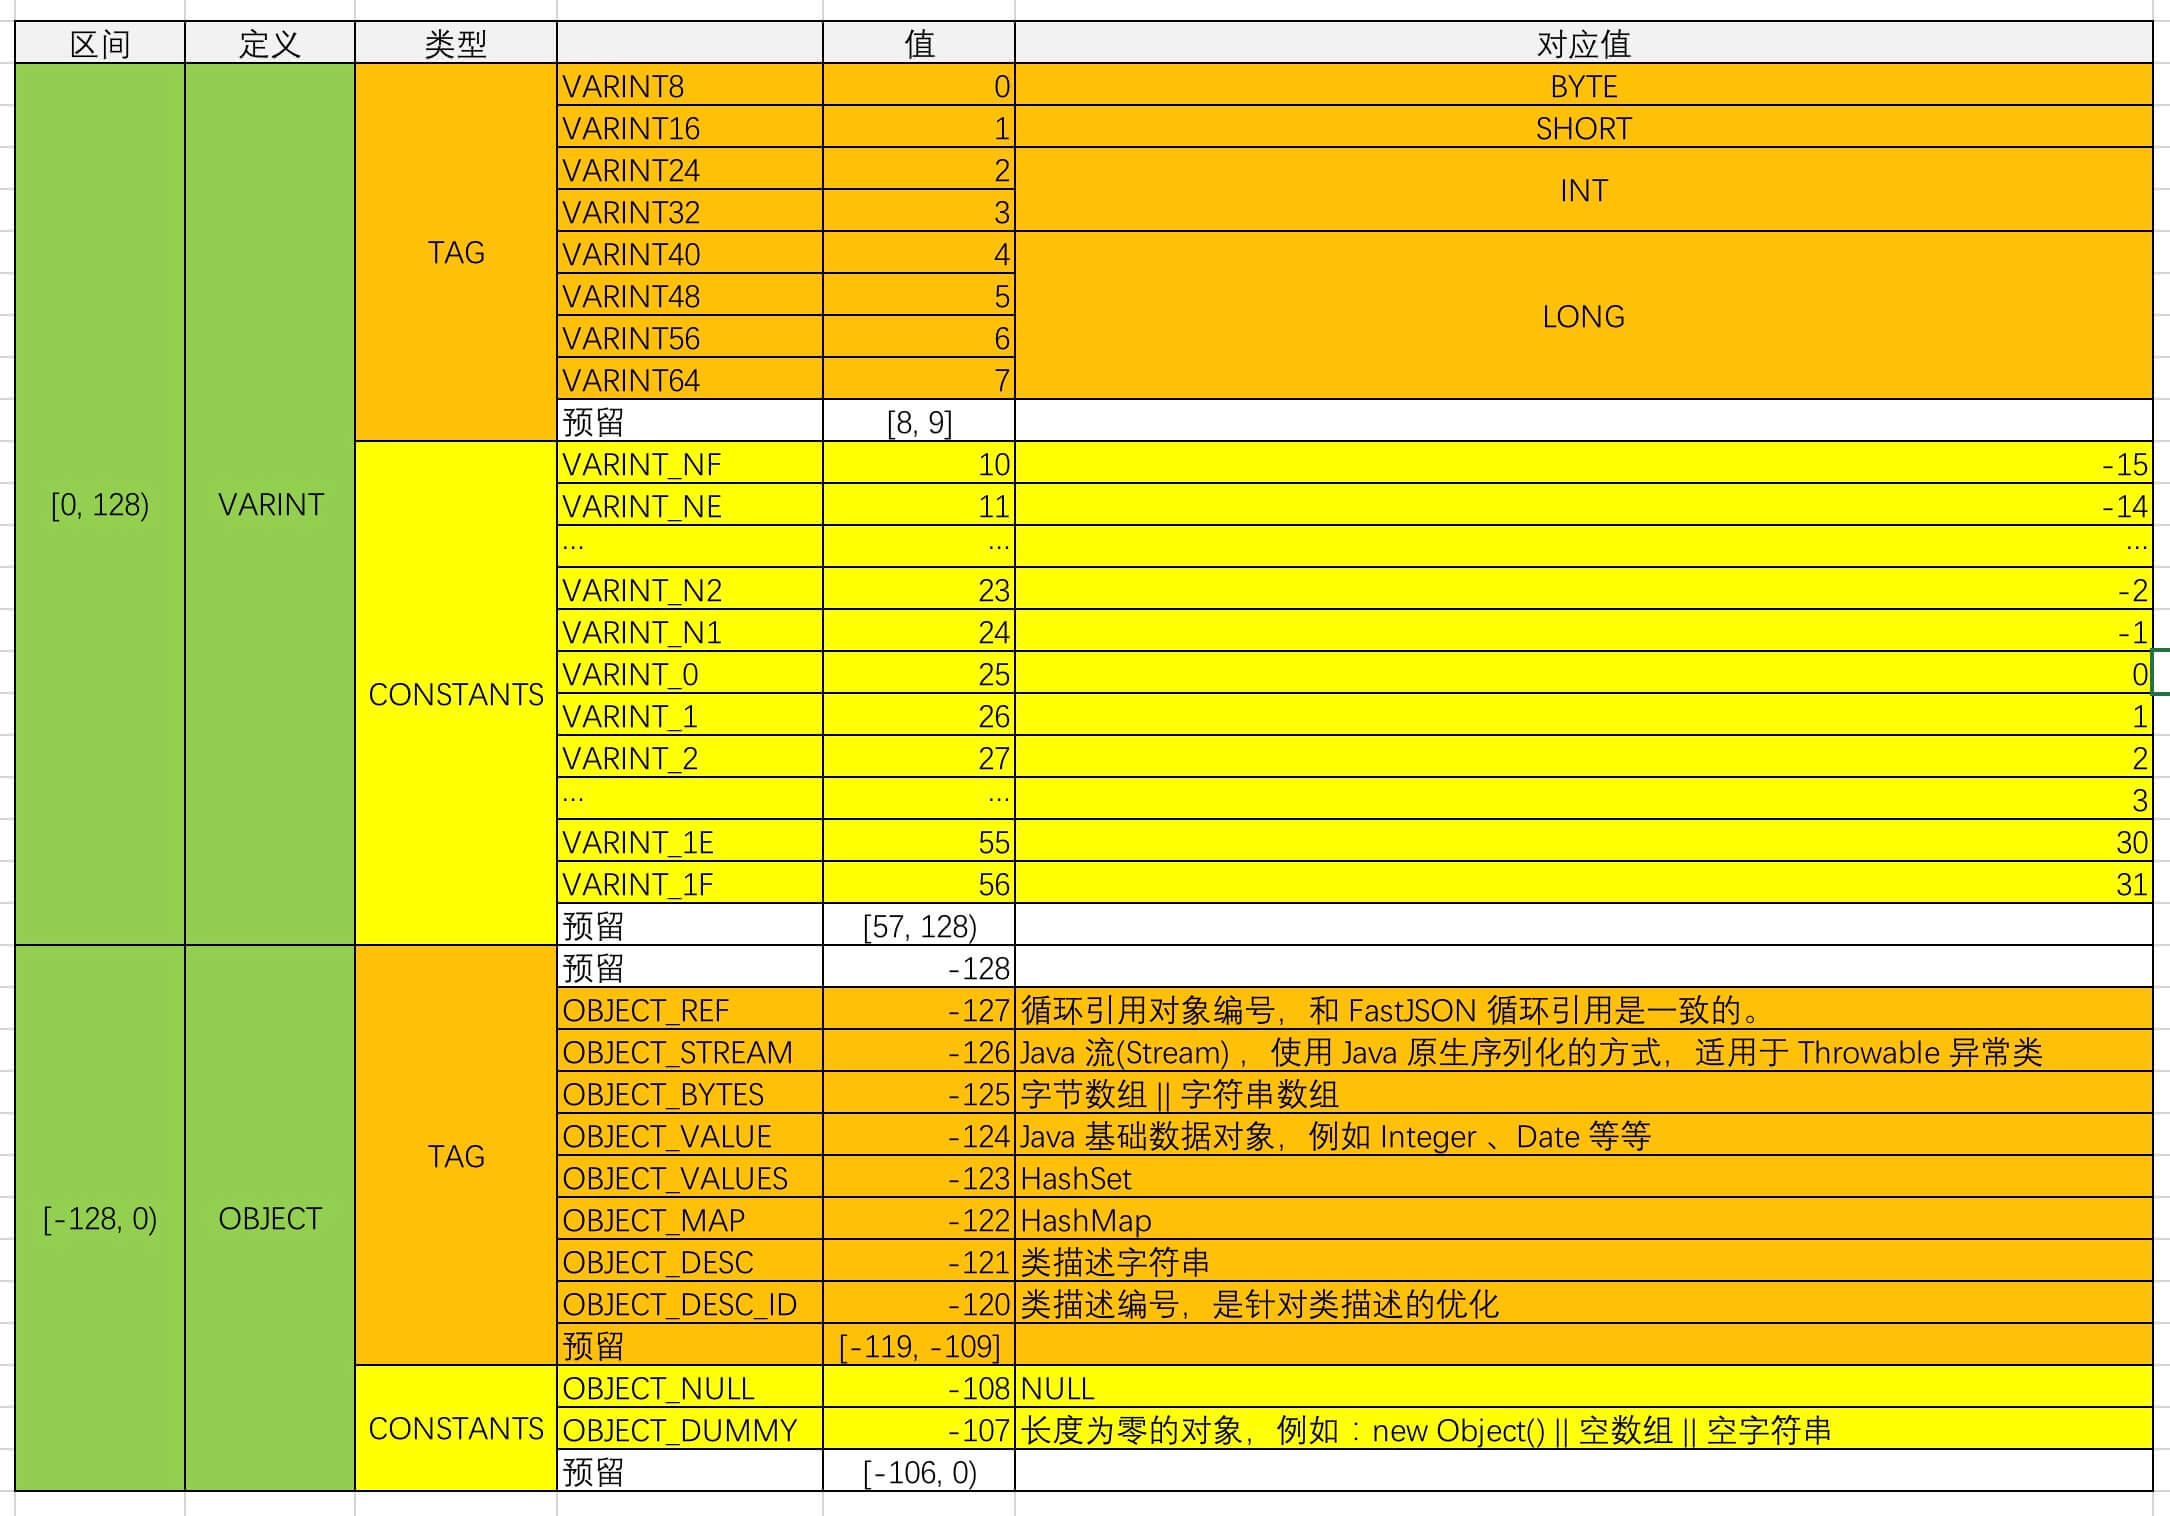 区间 定义 类型 值 对应值
[0, 128) VARINT TAG VARINT8 0 BYTE
VARINT16 1 SHORT
VARINT24 2 INT
VARINT32 3
VARINT40 4 LONG
VARINT48 5
VARINT56 6
VARINT64 7
预留 [8, 9]
CONSTANTS VARINT_NF 10 -15
VARINT_NE 11 -14
... ... ...
VARINT_N2 23 -2
VARINT_N1 24 -1
VARINT_0 25 0
VARINT_1 26 1
VARINT_2 27 2
... ... 3
VARINT_1E 55 30
VARINT_1F 56 31
预留 [57, 128)
[-128, 0) OBJECT TAG 预留 -128
OBJECT_REF -127 循环引用对象编号，和 FastJSON 循环引用是一致的。
OBJECT_STREAM -126 Java 流(Stream) ，使用 Java 原生序列化的方式，适用于 Throwable 异常类
OBJECT_BYTES -125 字节数组 || 字符串数组
OBJECT_VALUE -124 Java 基础数据对象，例如 Integer 、Date 等等
OBJECT_VALUES -123 HashSet
OBJECT_MAP -122 HashMap
OBJECT_DESC -121 类描述字符串
OBJECT_DESC_ID -120 类描述编号，是针对类描述的优化
预留 [-119, -109]
CONSTANTS OBJECT_NULL -108 NULL
OBJECT_DUMMY -107 长度为零的对象，例如：new Object() || 空数组 || 空字符串
预留 [-106, 0)